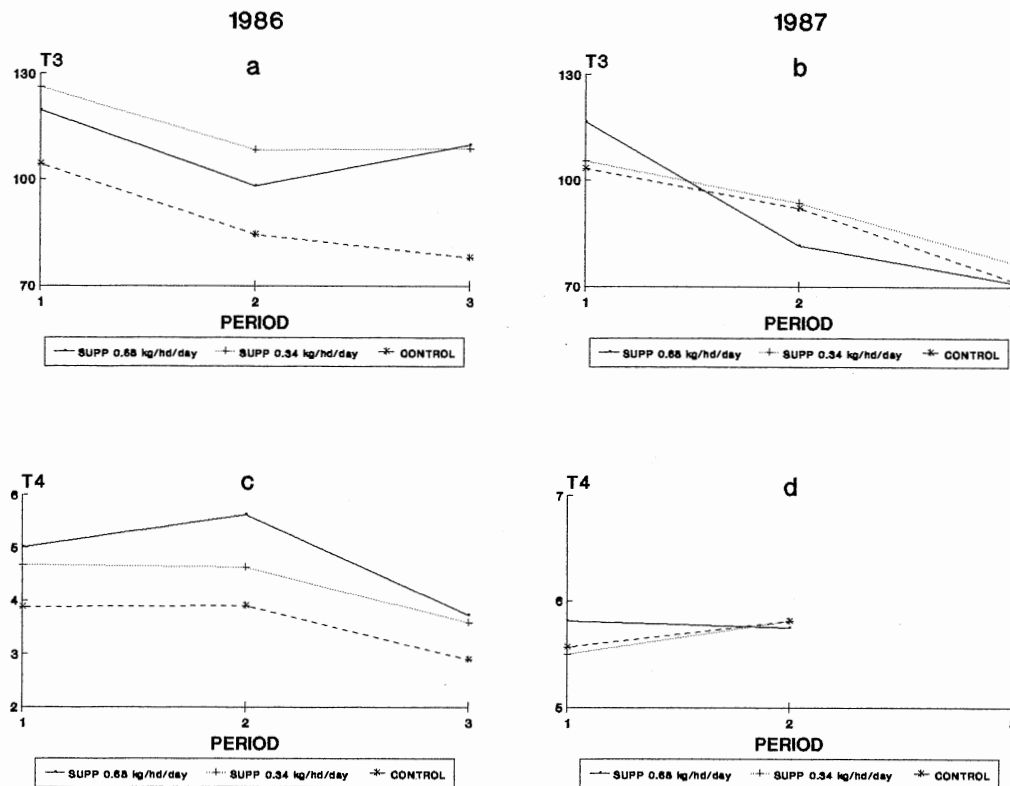 1986
1987
T3
a
130
100
70
1 2 3
PERIOD
SUPP 0.68 kg/hd/day SUPP 0.34 kg/hd/day CONTROL
T3
b
130
100
70
1 2
PERIOD
SUPP 0.68 kg/hd/day SUPP 0.34 kg/hd/day CONTROL
T4
c
6
5
4
3
2
1 2 3
PERIOD
SUPP 0.68 kg/hd/day SUPP 0.34 kg/hd/day CONTROL
T4
d
7
6
5
1 2
PERIOD
SUPP 0.68 kg/hd/day SUPP 0.34 kg/hd/day CONTROL